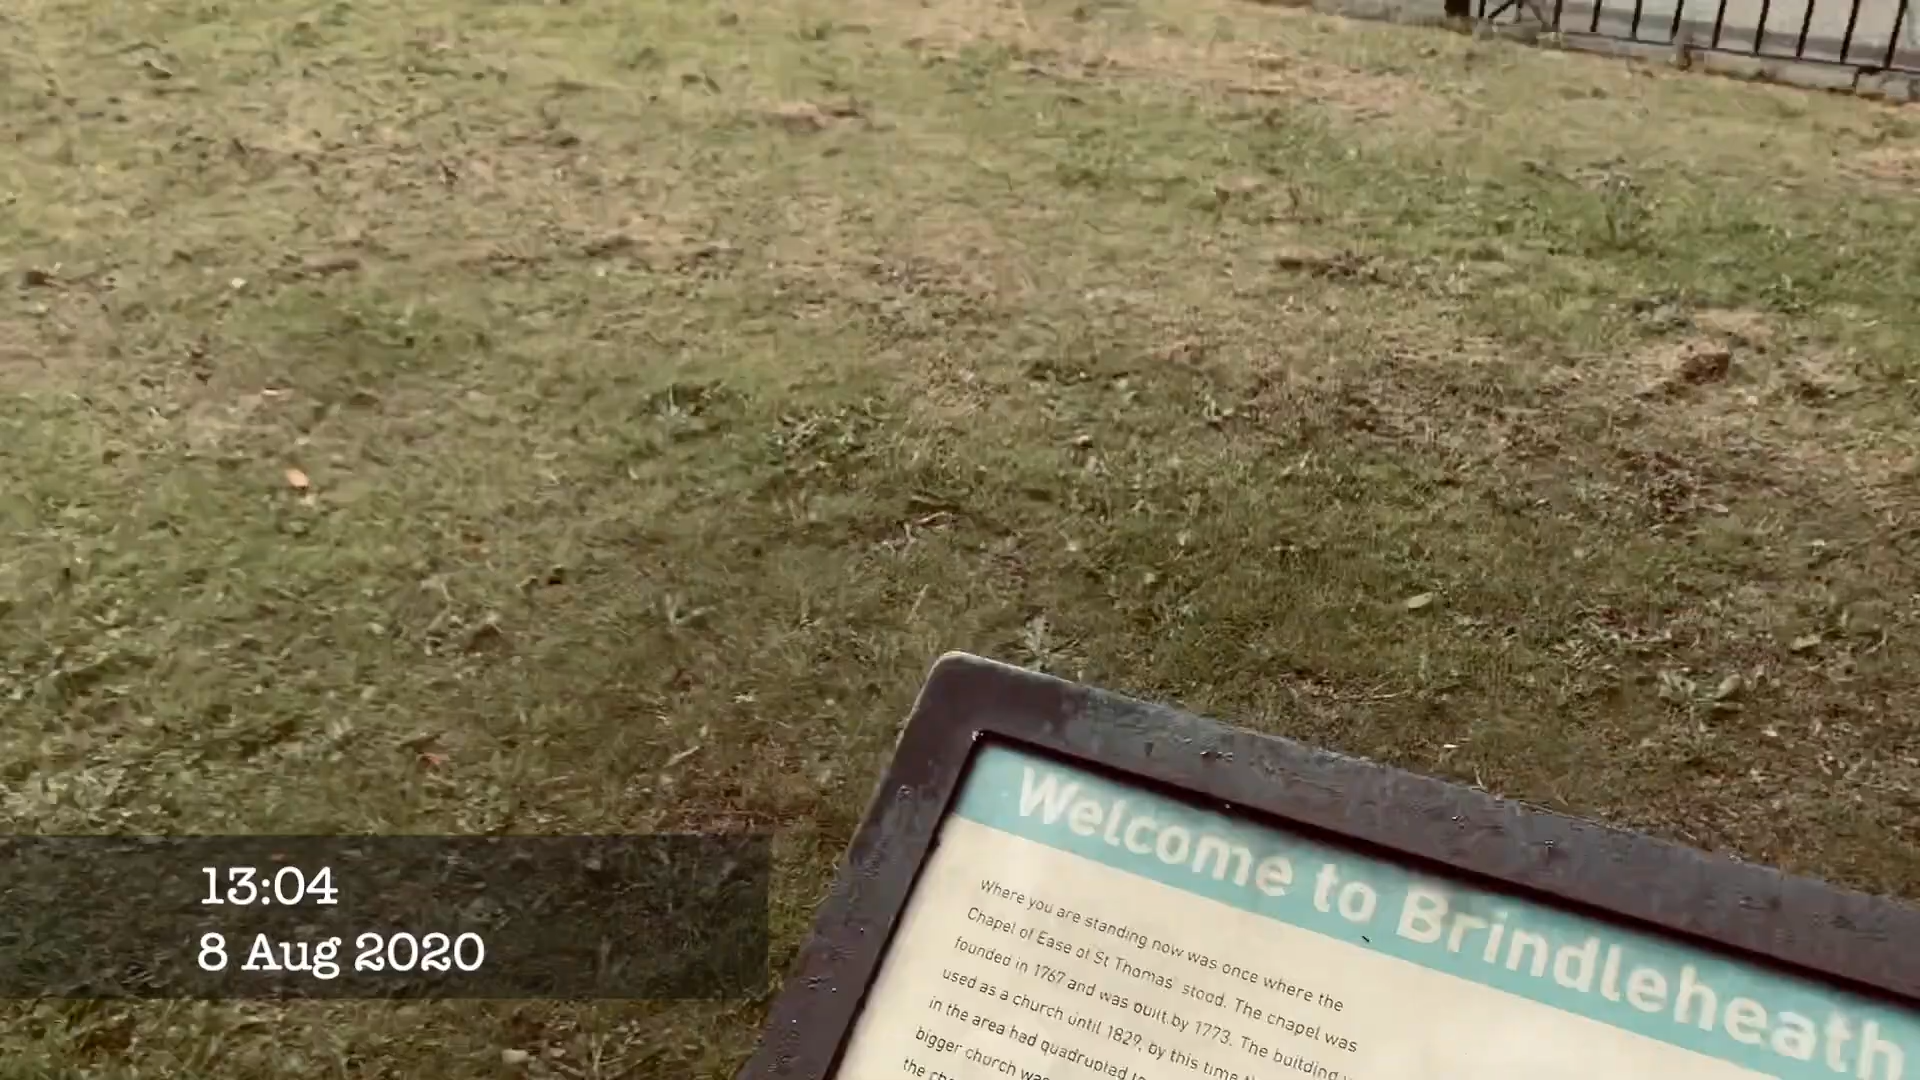 Welcome to Brindleheath
Where you are standing now was once where the
Chapel of Ease of St Thomas' stood. The chapel was
founded in 1767 and was built by 1773. The building
used as a church until 1829, by this time
in the area had quadrupled
bigger church was
the
13:04
8 Aug 2020